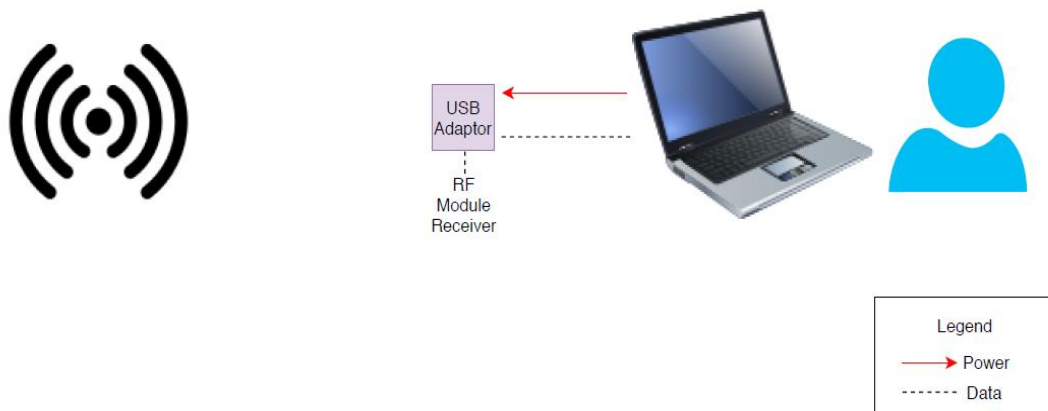 USB
Adaptor
RF
Module
Receiver
Legend
Power
Data